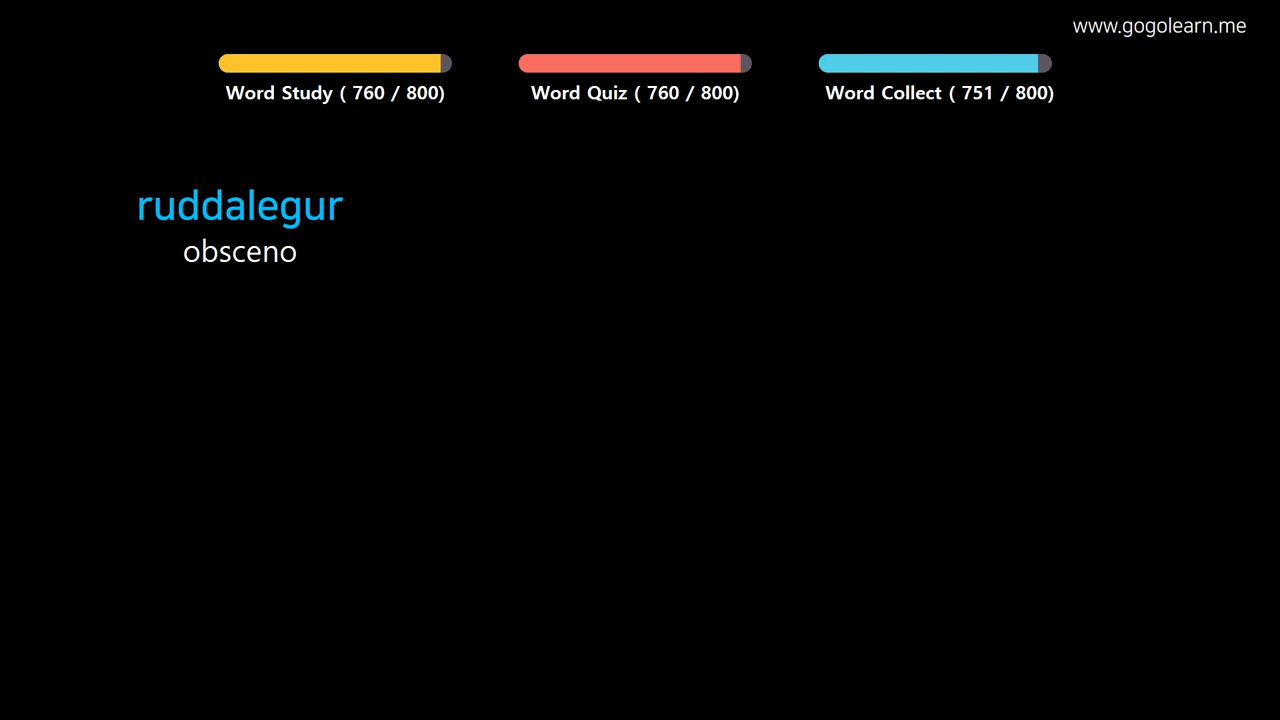 www.gogolearn.me
Word Study ( 760 / 800)
Word Quiz ( 760 / 800)
Word Collect ( 751 / 800)
ruddalegur
obsceno